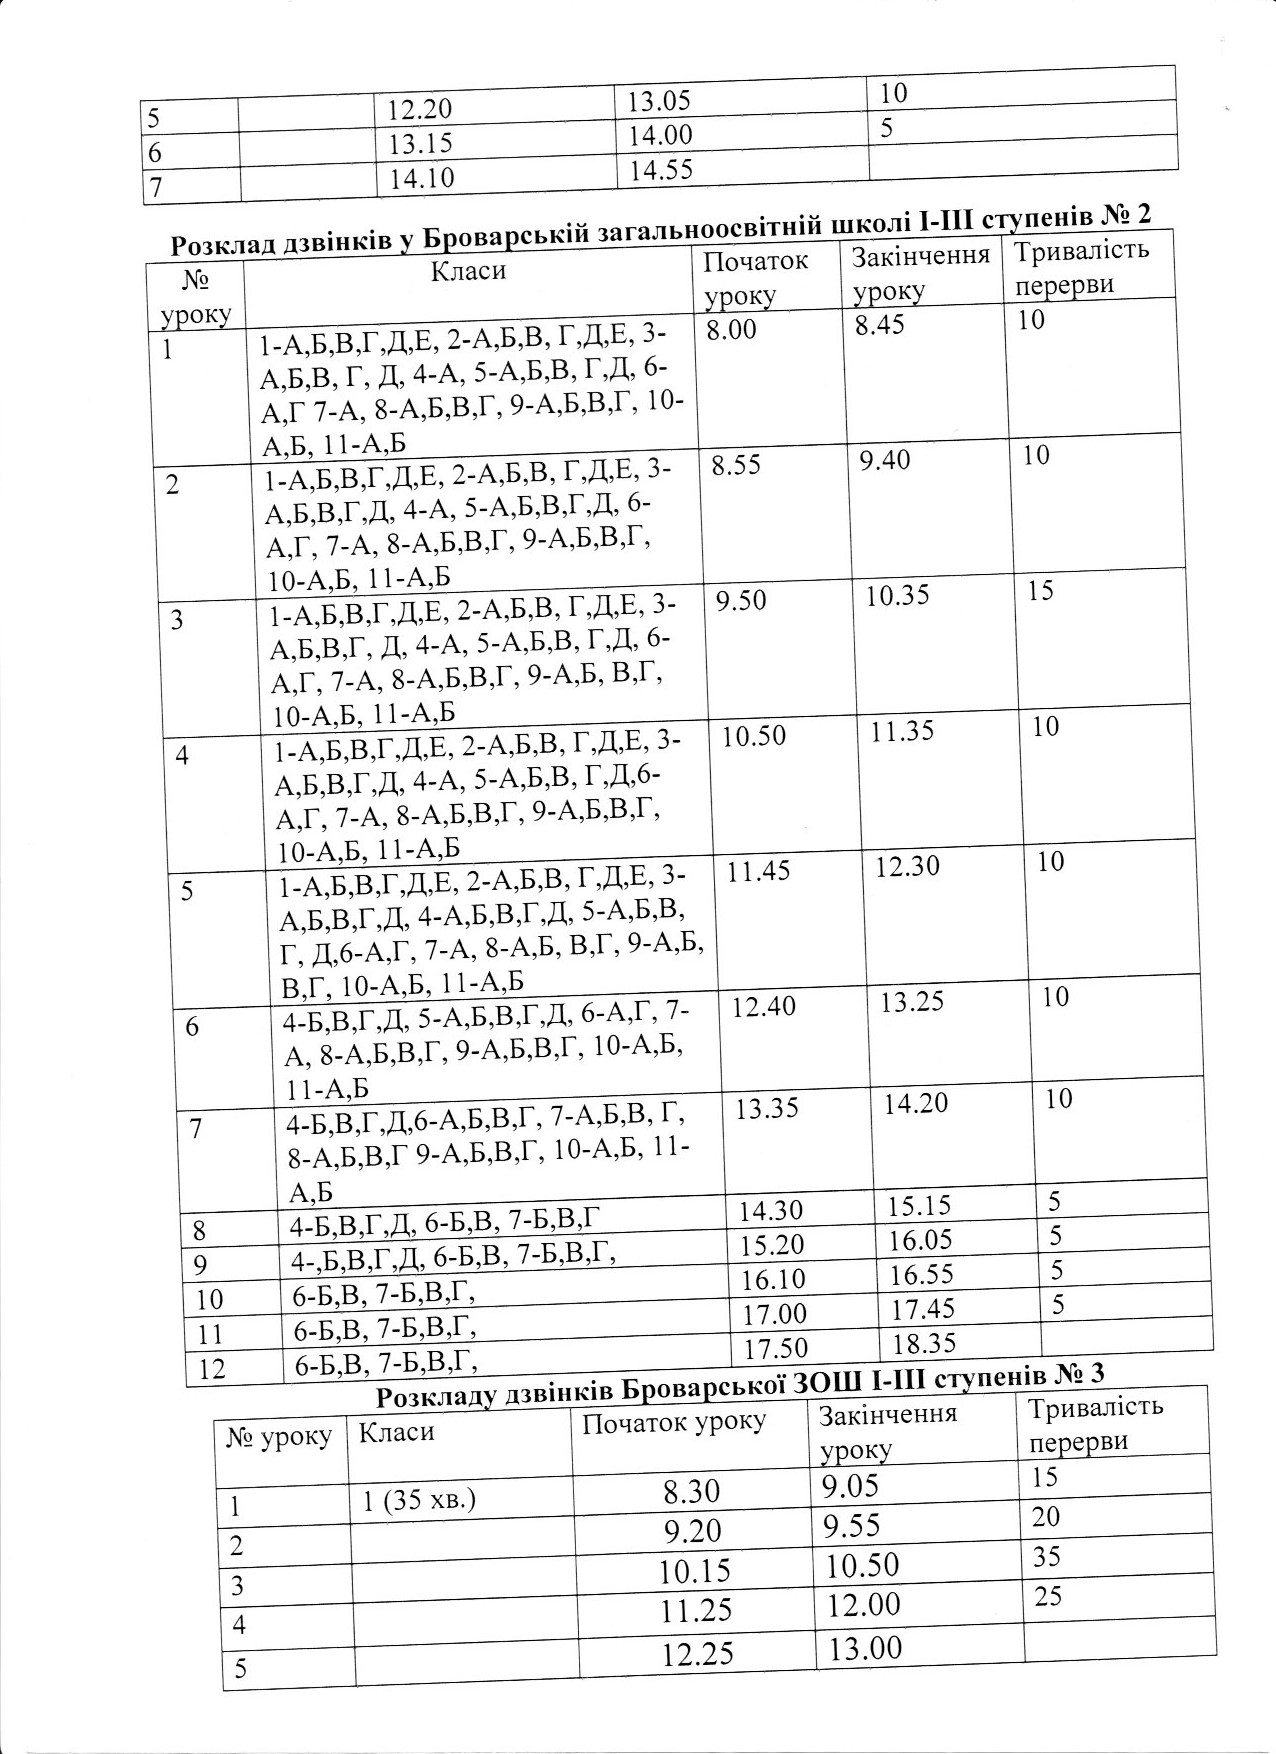 5 12.20 13.05 10
6 13.15 14.00 5
7 14.10 14.55
Розклад дзвінків у Броварській загальноосвітній школі І-ІІІ ступенів № 2
№ Класи Початок Закінчення Тривалість
уроку уроку уроку перерви
1 1-А,Б,В,Г,Д,Е, 2-А,Б,В, Г,Д,Е, 3- 8.00 8.45 10
А,Б,В, Г, Д, 4-А, 5-А,Б,В, Г,Д, 6-
А,Г 7-А, 8-А,Б,В,Г, 9-А,Б,В,Г, 10-
А,Б, 11-А,Б
2 1-А,Б,В,Г,Д,Е, 2-А,Б,В, Г,Д,Е, 3- 8.55 9.40 10
А,Б,В,Г,Д, 4-А, 5-А,Б,В,Г,Д, 6-
А,Г, 7-А, 8-А,Б,В,Г, 9-А,Б,В,Г,
10-А,Б, 11-А,Б
3 1-А,Б,В,Г,Д,Е, 2-А,Б,В, Г,Д,Е, 3- 9.50 10.35 15
А,Б,В,Г, Д, 4-А, 5-А,Б,В, Г,Д, 6-
А,Г, 7-А, 8-А,Б,В,Г, 9-А,Б, В,Г,
10-А,Б, 11-А,Б
4 1-А,Б,В,Г,Д,Е, 2-А,Б,В, Г,Д,Е, 3- 10.50 11.35 10
А,Б,В,Г,Д, 4-А, 5-А,Б,В, Г,Д,6-
А,Г, 7-А, 8-А,Б,В,Г, 9-А,Б,В,Г,
10-А,Б, 11-А,Б
5 1-А,Б,В,Г,Д,Е, 2-А,Б,В, Г,Д,Е, 3- 11.45 12.30 10
А,Б,В,Г,Д, 4-А,Б,В,Г,Д, 5-А,Б,В,
Г, Д,6-А,Г, 7-А, 8-А,Б, В,Г, 9-А,Б,
В,Г, 10-А,Б, 11-А,Б
6 4-Б,В,Г,Д, 5-А,Б,В,Г,Д, 6-А,Г, 7- 12.40 13.25 10
А, 8-А,Б,В,Г, 9-А,Б,В,Г, 10-А,Б,
11-А,Б
7 4-Б,В,Г,Д,6-А,Б,В,Г, 7-А,Б,В, Г, 13.35 14.20 10
8-А,Б,В,Г 9-А,Б,В,Г, 10-А,Б, 11-
А,Б
8 4-Б,В,Г,Д, 6-Б,В, 7-Б,В,Г 14.30 15.15 5
9 4-,Б,В,Г,Д, 6-Б,В, 7-Б,В,Г, 15.20 16.05 5
10 6-Б,В, 7-Б,В,Г, 16.10 16.55 5
11 6-Б,В, 7-Б,В,Г, 17.00 17.45 5
12 6-Б,В, 7-Б,В,Г, 17.50 18.35
Розкладу дзвінків Броварської ЗОШ І-ІІІ ступенів № 3
№ уроку Класи Початок уроку Закінчення Тривалість
уроку перерви
1 1 (35 хв.) 8.30 9.05 15
2 9.20 9.55 20
3 10.15 10.50 35
4 11.25 12.00 25
5 12.25 13.00